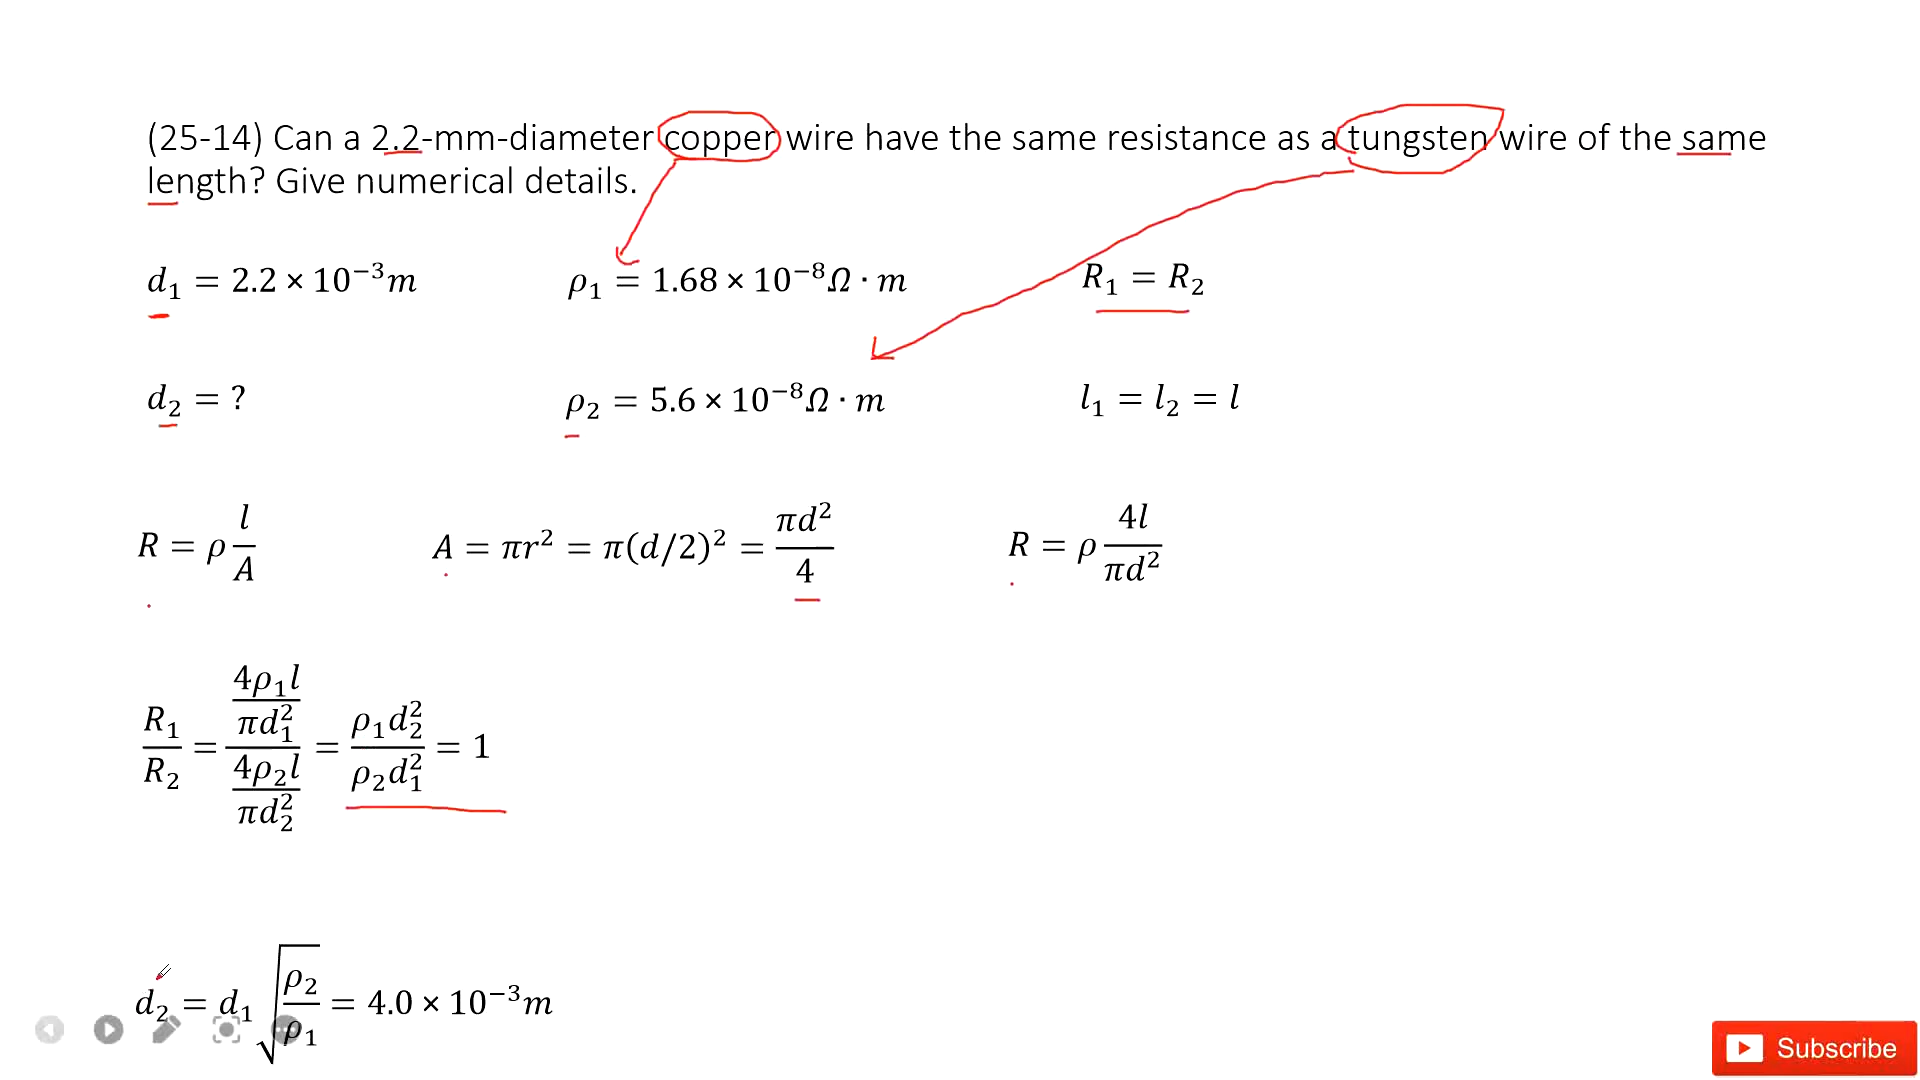 (25-14) Can a 2.2-mm-diameter copper wire have the same resistance as a tungsten wire of the same
length? Give numerical details.
d₁ = 2.2 × 10⁻³m ρ₁ = 1.68 × 10⁻⁸Ω · m R₁ = R₂
d₂ = ? ρ₂ = 5.6 × 10⁻⁸Ω · m l₁ = l₂ = l
R = ρ l/A A = πr² = π(d/2)² = πd²/4 R = ρ 4l/πd²
R₁/R₂ = (4ρ₁l/πd₁²)/(4ρ₂l/πd₂²) = ρ₁d₂²/ρ₂d₁² = 1
d₂ = d₁ √(ρ₂/ρ₁) = 4.0 × 10⁻³m
Subscribe